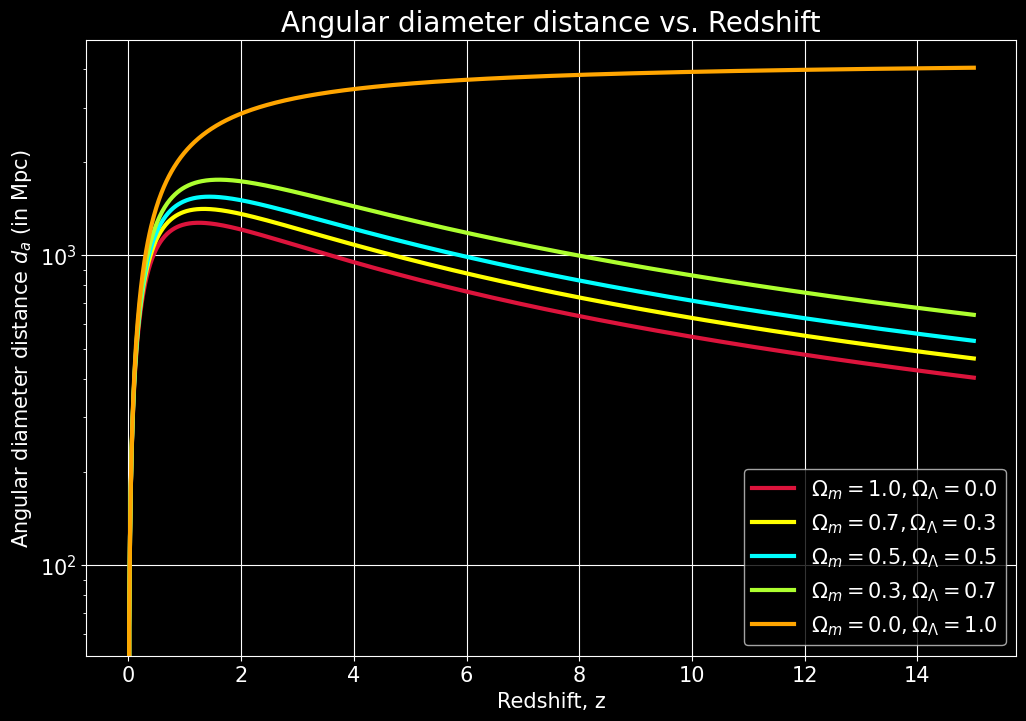 Angular diameter distance vs. Redshift
Angular diameter distance dₐ (in Mpc)
10³
10²
0 2 4 6 8 10 12 14
Redshift, z
Ωₘ = 1.0, Ω_Λ = 0.0
Ωₘ = 0.7, Ω_Λ = 0.3
Ωₘ = 0.5, Ω_Λ = 0.5
Ωₘ = 0.3, Ω_Λ = 0.7
Ωₘ = 0.0, Ω_Λ = 1.0